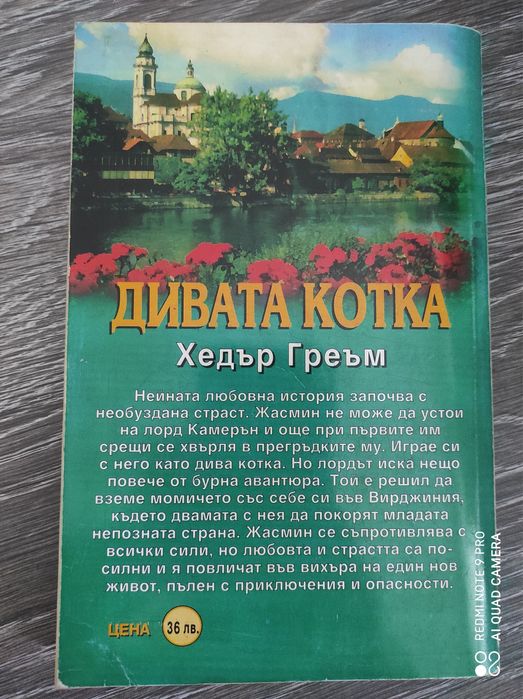 ДИВАТА КОТКА
Хедър Греъм
Нейната любовна история започва с
необуздана страст. Жасмин не може да устои
на лорд Камерън и още при първите им
срещи се хвърля в прегръдките му. Играе си
с него като дива котка. Но лордът иска нещо
повече от бурна авантюра. Той е решил да
вземе момичето със себе си във Вирджиния,
където двамата с нея да покорят младата
непозната страна. Жасмин се съпротивлява с
всички сили, но любовта и страстта са по-
силни и я повличат във вихъра на един нов
живот, пълен с приключения и опасности.
ЦЕНА 36 лв.
REDMI NOTE 9 PRO
AI QUAD CAMERA